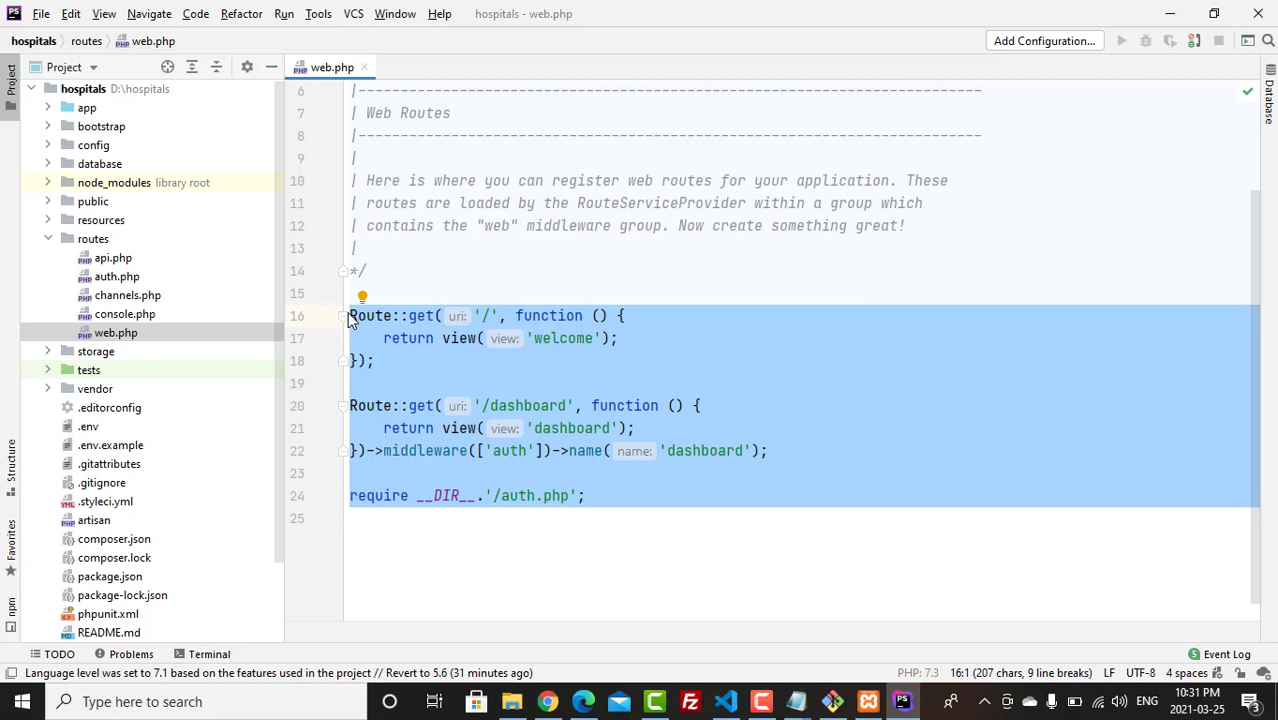 PS File Edit View Navigate Code Refactor Run Tools VCS Window Help hospitals - web.php
hospitals routes web.php Add Configuration...
Project web.php
Project
hospitals D:\hospitals
app
bootstrap
config
database
node_modules library root
public
resources
routes
api.php
auth.php
channels.php
console.php
web.php
storage
tests
vendor
.editorconfig
.env
.env.example
.gitattributes
.gitignore
.styleci.yml
artisan
composer.json
composer.lock
package.json
package-lock.json
phpunit.xml
README.md
Structure
Favorites
npm
Database
6 |--------------------------------------------------------------------------
7 | Web Routes
8 |--------------------------------------------------------------------------
9 |
10 | Here is where you can register web routes for your application. These
11 | routes are loaded by the RouteServiceProvider within a group which
12 | contains the "web" middleware group. Now create something great!
13 |
14 */
15
16 Route::get( uri: '/', function () {
17 return view( view: 'welcome');
18 });
19
20 Route::get( uri: '/dashboard', function () {
21 return view( view: 'dashboard');
22 })->middleware(['auth'])->name( name: 'dashboard');
23
24 require __DIR__.'/auth.php';
25
TODO Problems Terminal 5 Event Log
Language level was set to 7.1 based on the features used in the project // Revert to 5.6 (31 minutes ago) PHP: 7.3 16:1 (207 chars, 9 line breaks) LF UTF-8 4 spaces
Type here to search ENG 10:31 PM
2021-03-25 3